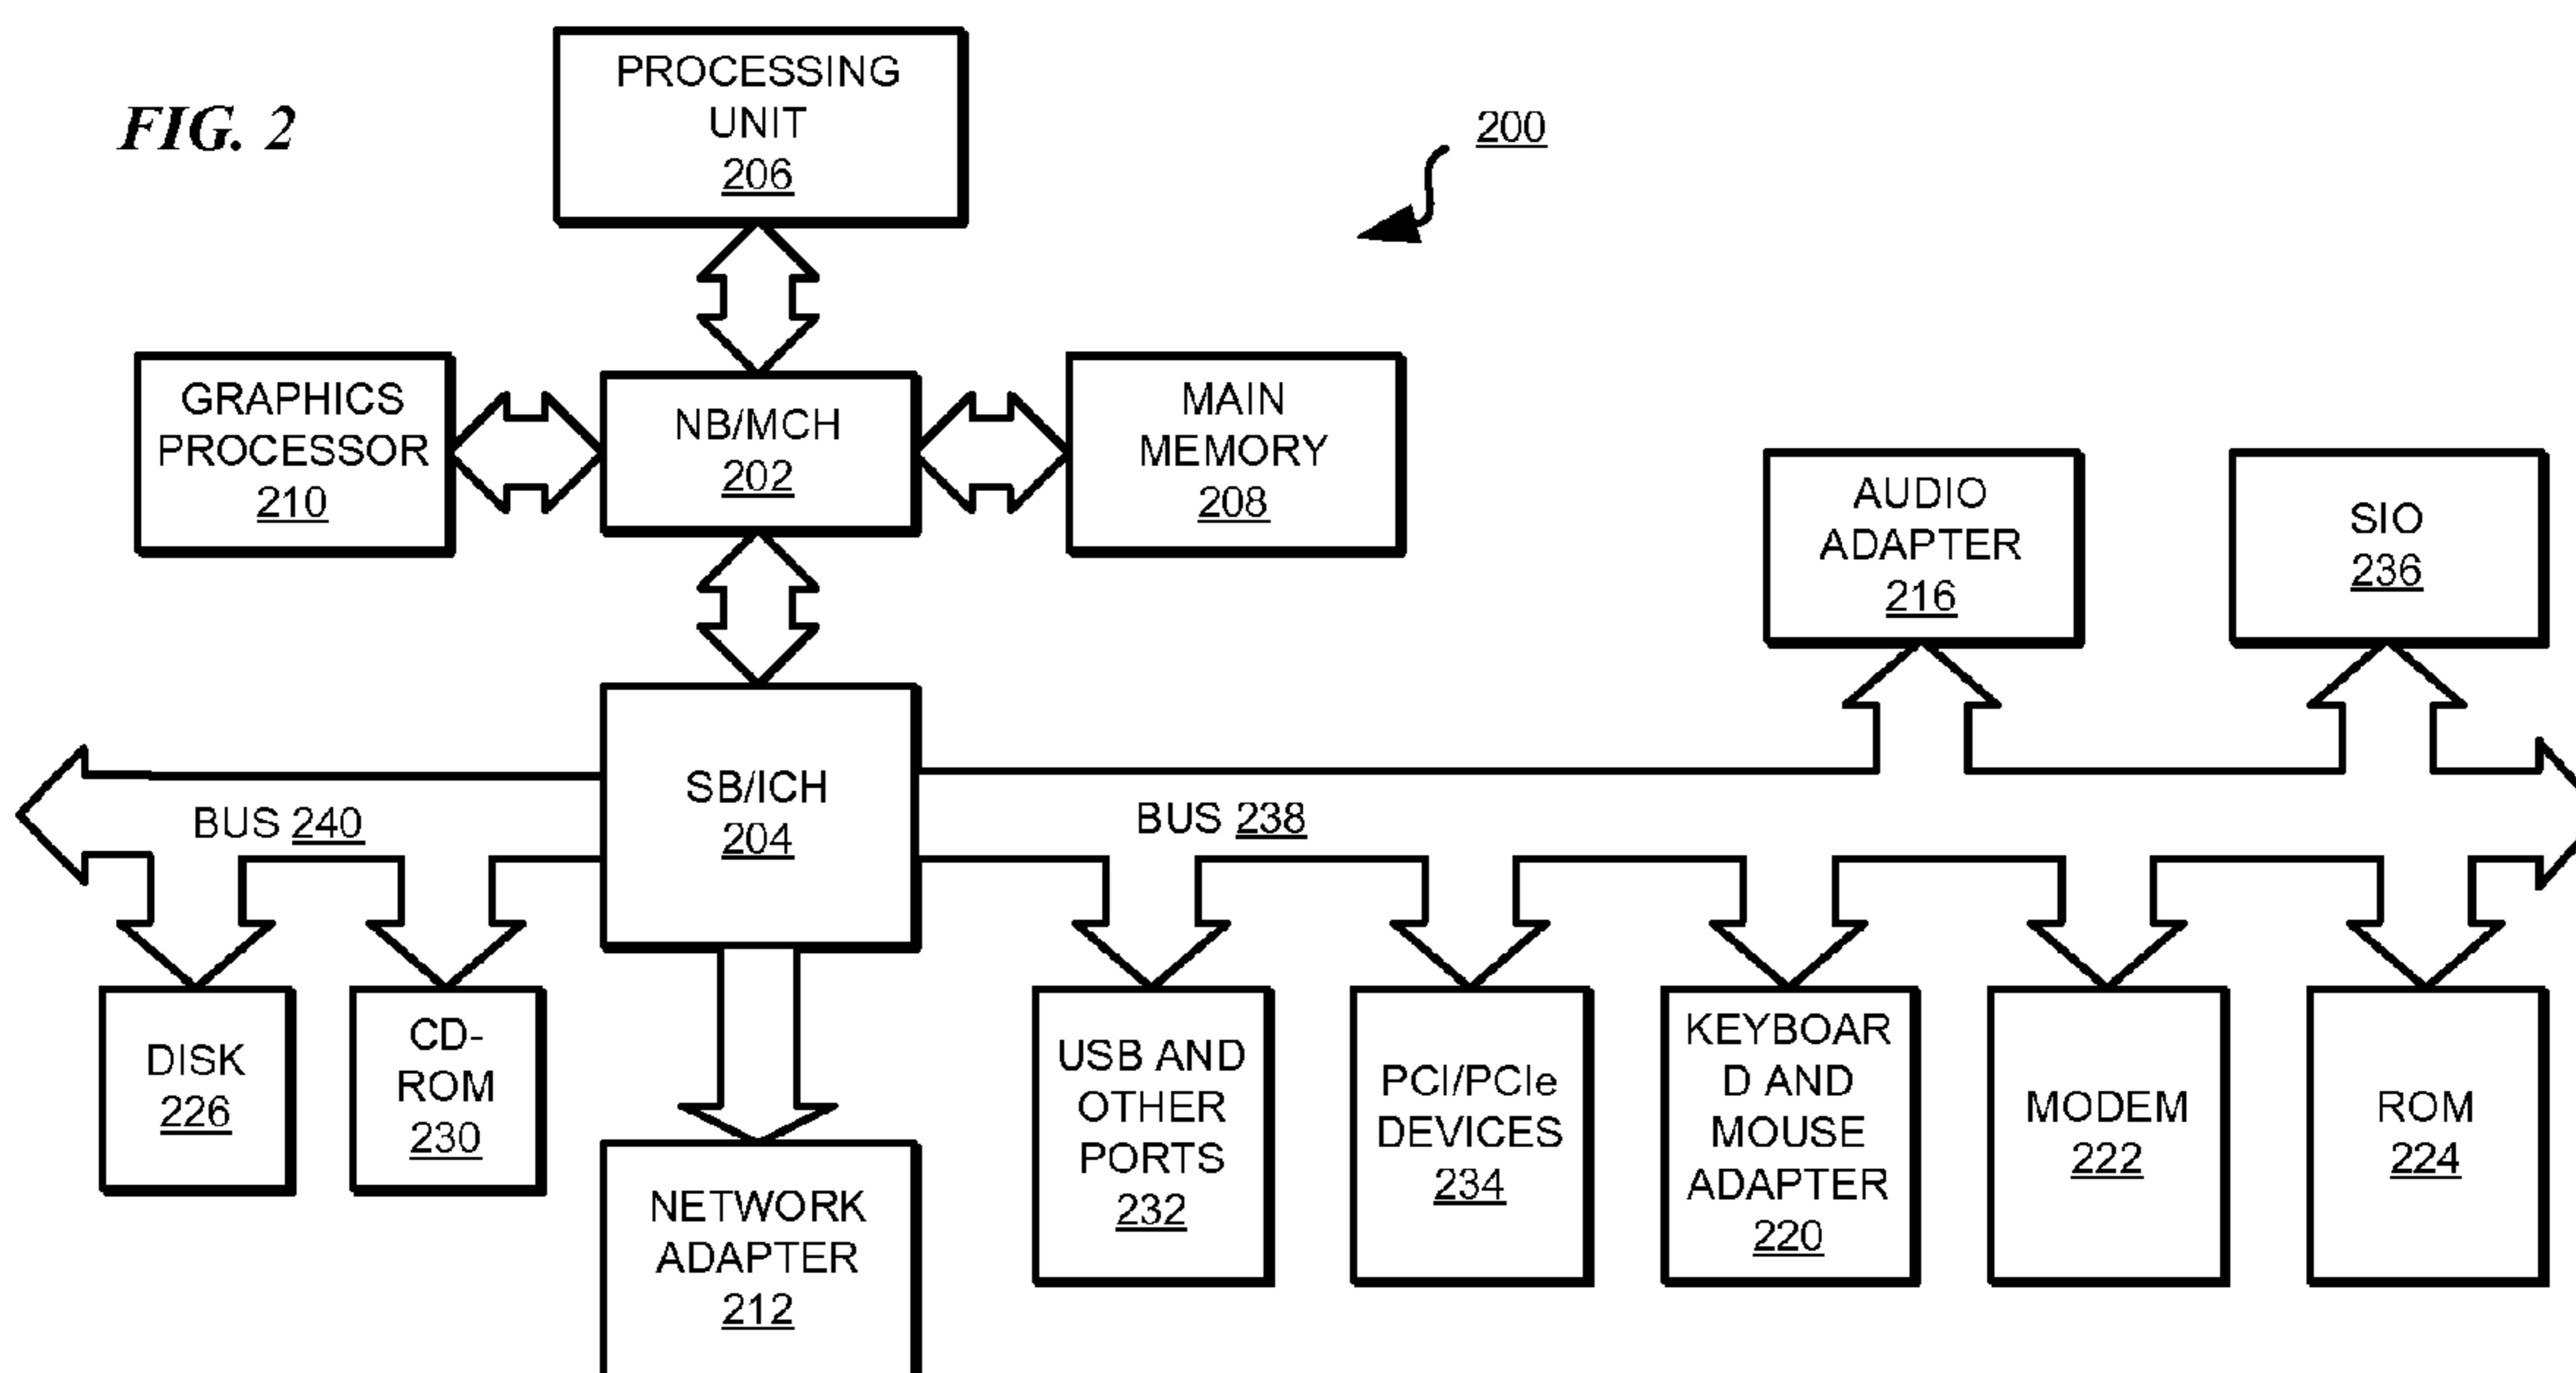 FIG. 2
PROCESSING
UNIT
206
200
GRAPHICS
PROCESSOR
210
NB/MCH
202
MAIN
MEMORY
208
AUDIO
ADAPTER
216
SIO
236
SB/ICH
204
BUS 240
BUS 238
DISK
226
CD-
ROM
230
NETWORK
ADAPTER
212
USB AND
OTHER
PORTS
232
PCI/PCIe
DEVICES
234
KEYBOAR
D AND
MOUSE
ADAPTER
220
MODEM
222
ROM
224